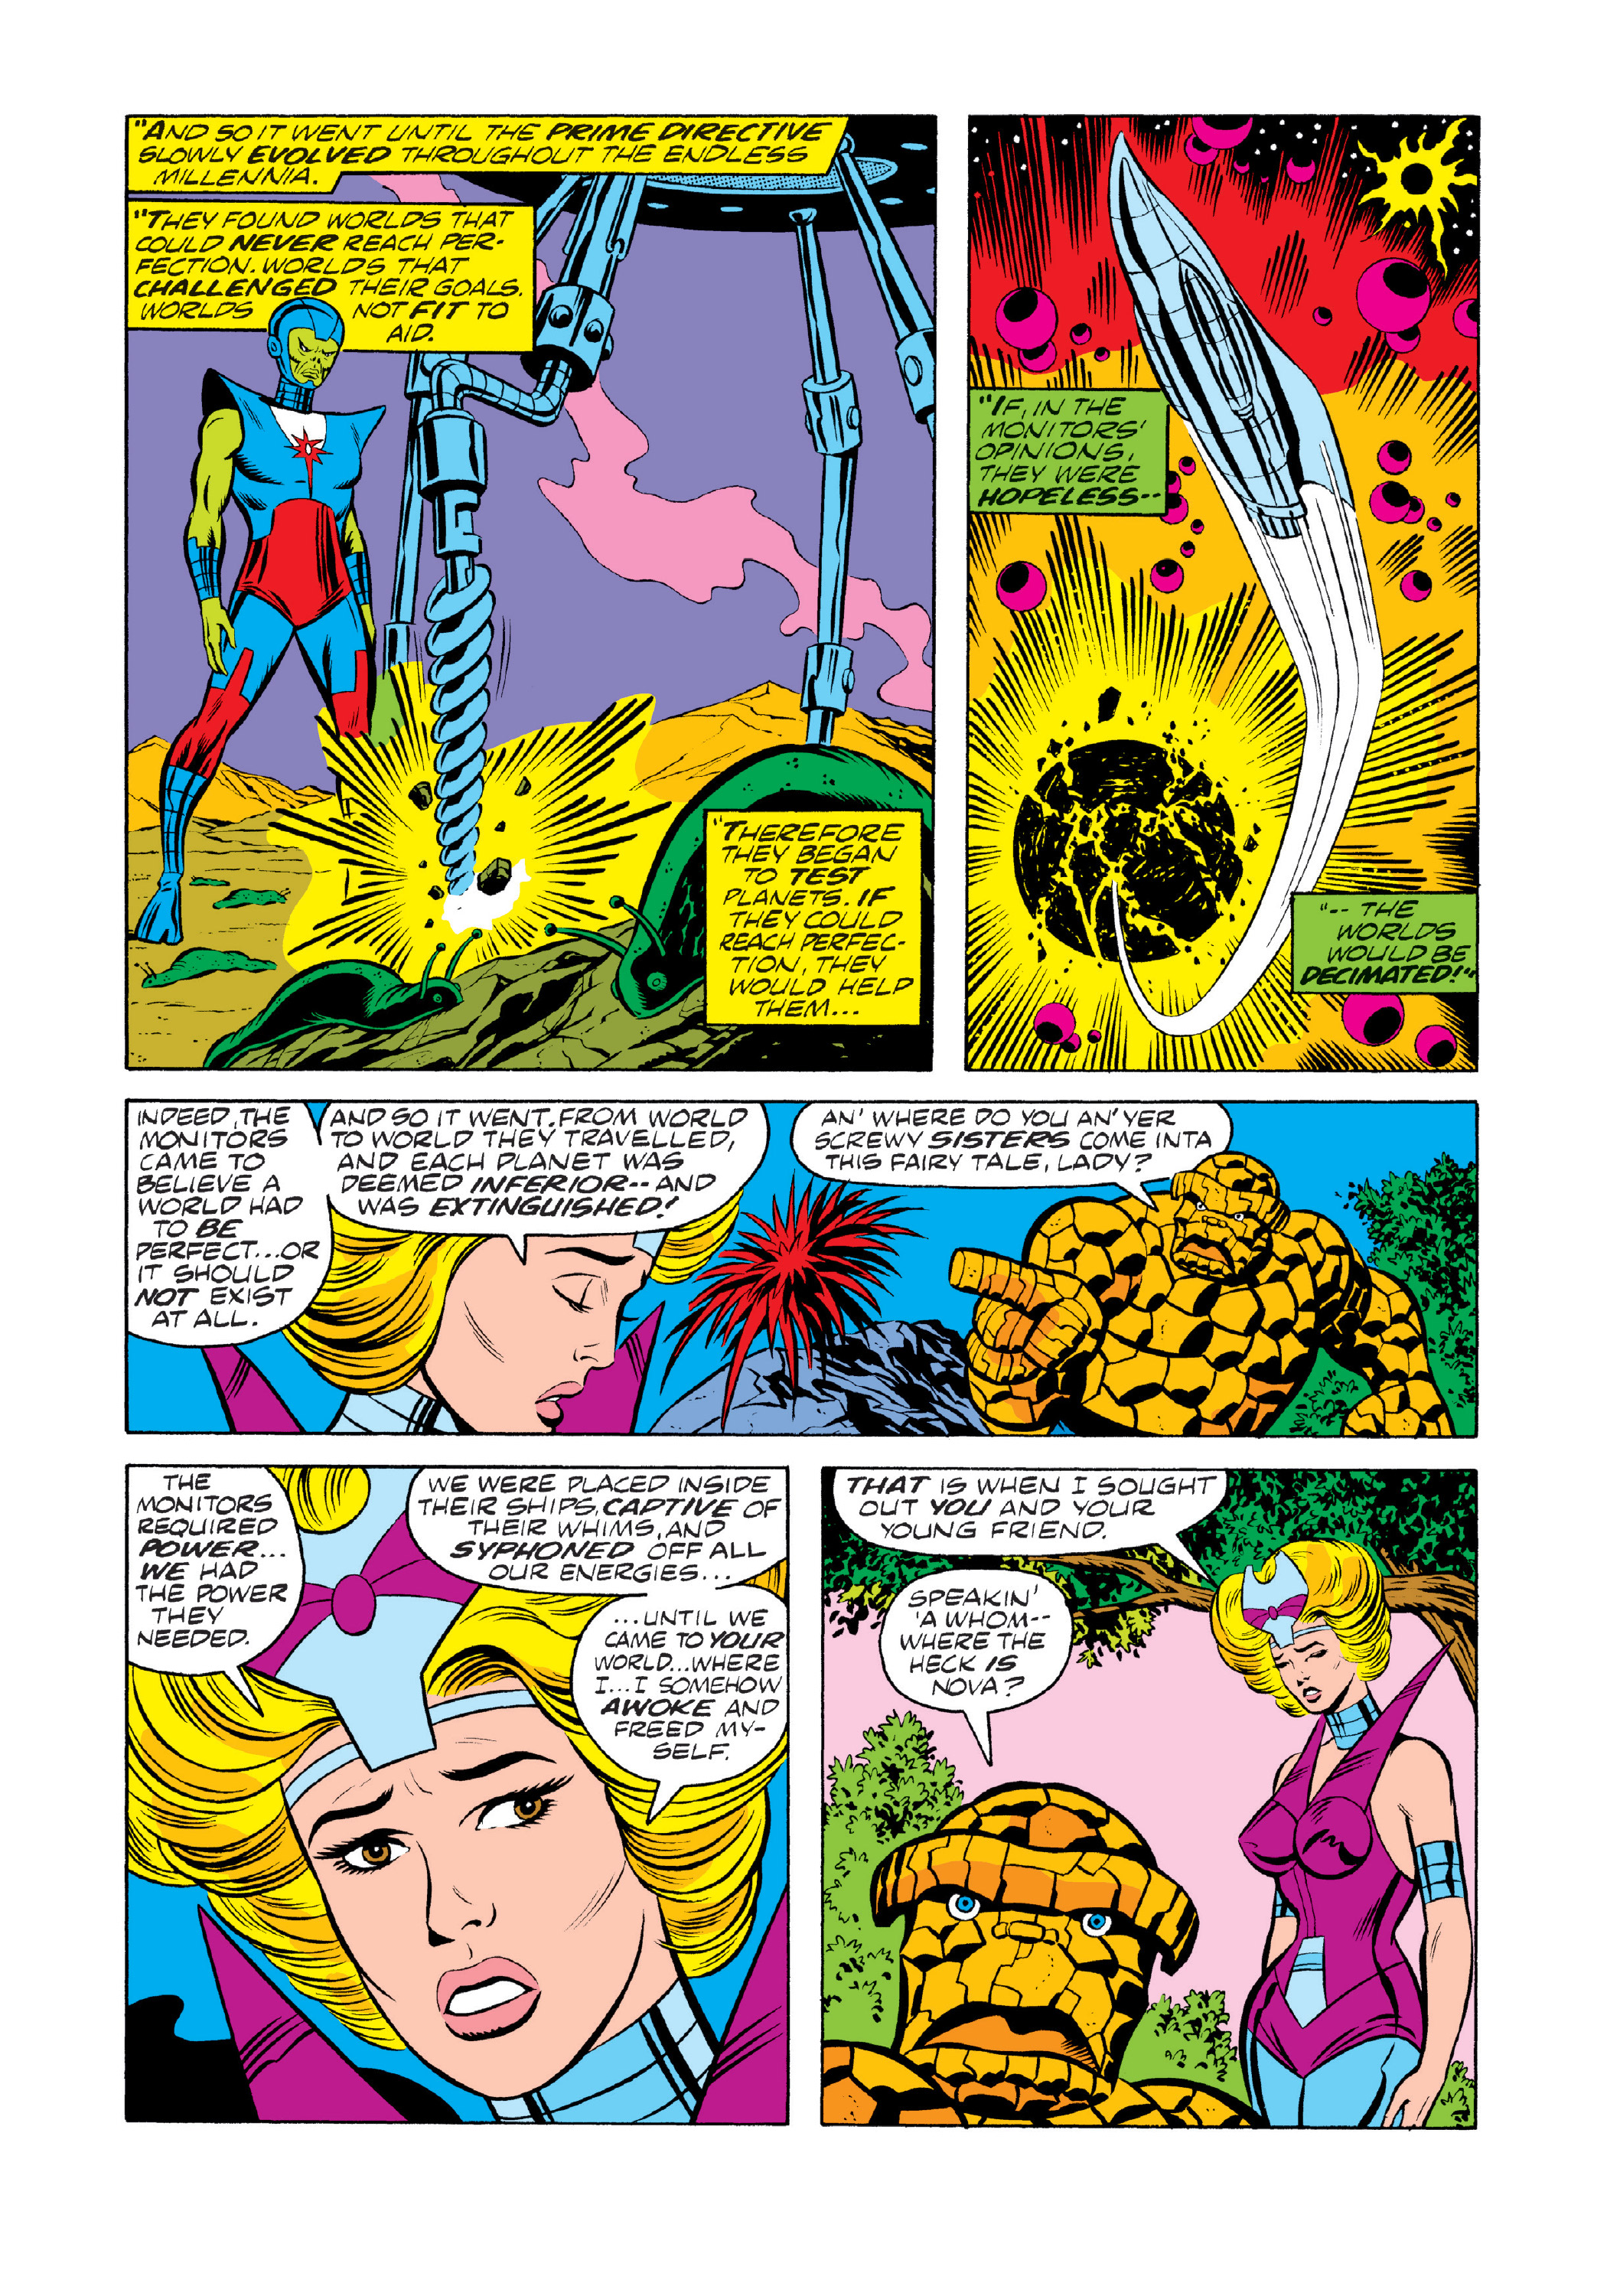 "AND SO IT WENT UNTIL THE PRIME DIRECTIVE
SLOWLY EVOLVED THROUGHOUT THE ENDLESS
MILLENNIA.
"THEY FOUND WORLDS THAT
COULD NEVER REACH PER-
FECTION. WORLDS THAT
CHALLENGED THEIR GOALS.
WORLDS NOT FIT TO
AID.
"THEREFORE
THEY BEGAN
TO TEST
PLANETS. IF
THEY COULD
REACH PERFEC-
TION, THEY
WOULD HELP
THEM...
"IF, IN THE
MONITORS'
OPINIONS,
THEY WERE
HOPELESS--
"-- THE
WORLDS
WOULD BE
DECIMATED!"
INDEED, THE
MONITORS
CAME TO
BELIEVE A
WORLD HAD
TO BE
PERFECT...OR
IT SHOULD
NOT EXIST
AT ALL.
AND SO IT WENT. FROM WORLD
TO WORLD THEY TRAVELLED,
AND EACH PLANET WAS
DEEMED INFERIOR-- AND
WAS EXTINGUISHED!
AN' WHERE DO YOU AN' YER
SCREWY SISTERS COME INTA
THIS FAIRY TALE, LADY?
THE
MONITORS
REQUIRED
POWER...
WE HAD
THE POWER
THEY
NEEDED.
WE WERE PLACED INSIDE
THEIR SHIPS, CAPTIVE OF
THEIR WHIMS, AND
SYPHONED OFF ALL
OUR ENERGIES...
...UNTIL WE
CAME TO YOUR
WORLD...WHERE
I...I SOMEHOW
AWOKE AND
FREED MY-
SELF.
THAT IS WHEN I SOUGHT
OUT YOU AND YOUR
YOUNG FRIEND.
SPEAKIN'
'A WHOM--
WHERE THE
HECK IS
NOVA?